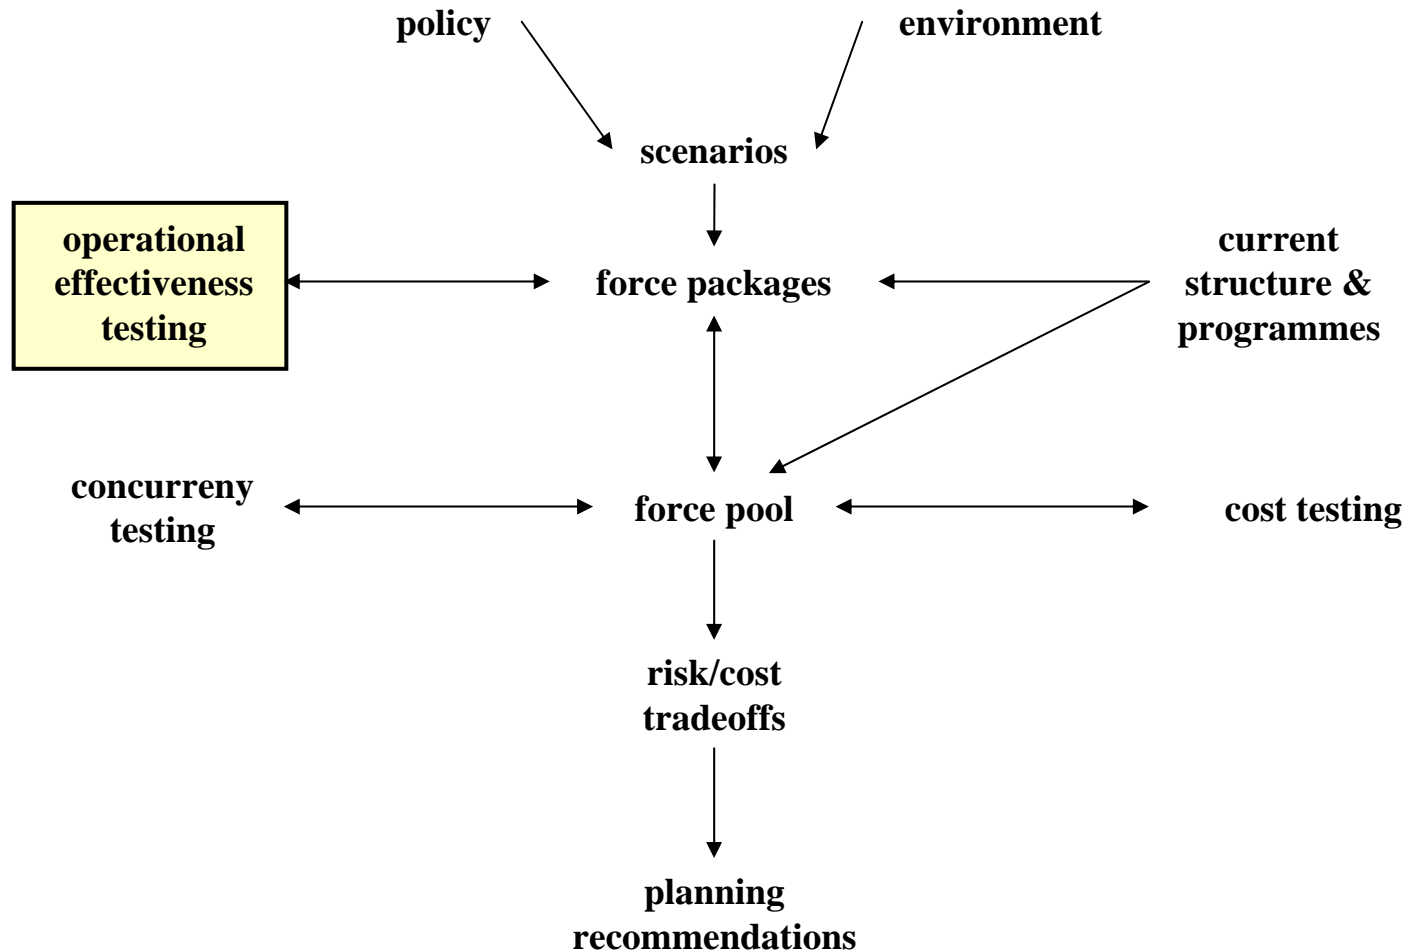 policy
environment
scenarios
operational
effectiveness
testing
force packages
current
structure &
programmes
concurreny
testing
force pool
cost testing
risk/cost
tradeoffs
planning
recommendations